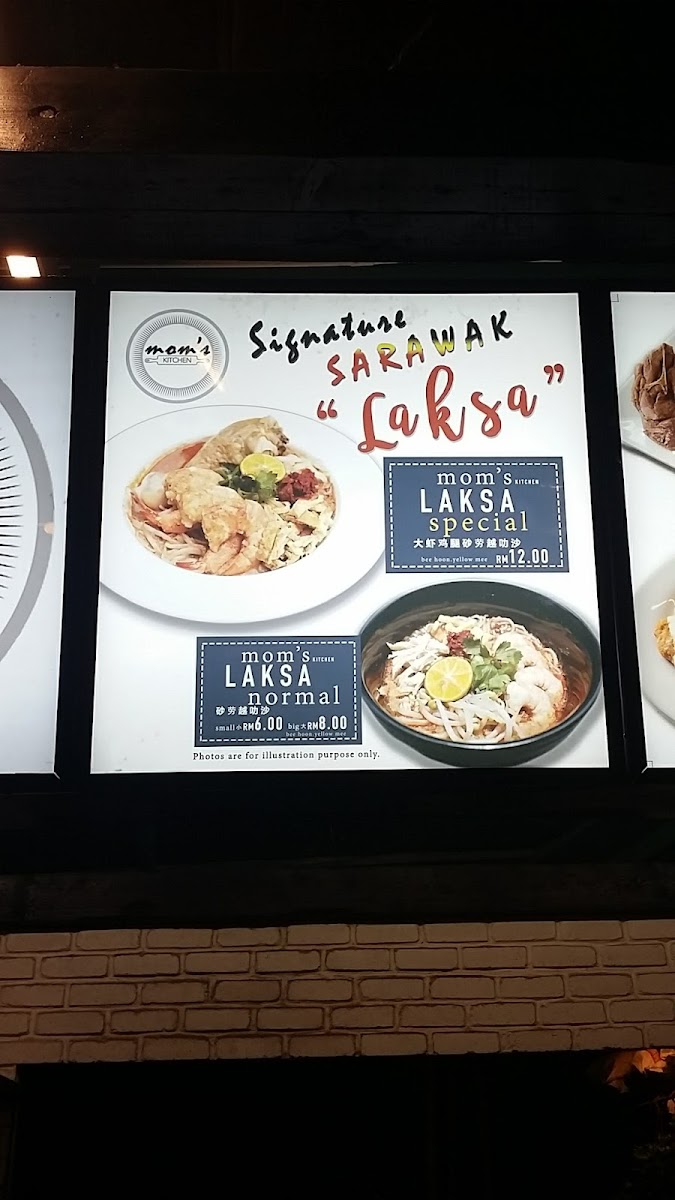 mom's
KITCHEN
Signature
SARAWAK
"Laksa"
mom's KITCHEN
LAKSA
special
大虾鸡腿砂劳越叻沙
bee hoon.yellow mee RM12.00
mom's KITCHEN
LAKSA
normal
砂劳越叻沙
small小RM6.00 big大RM8.00
bee hoon.yellow mee
Photos are for illustration purpose only.